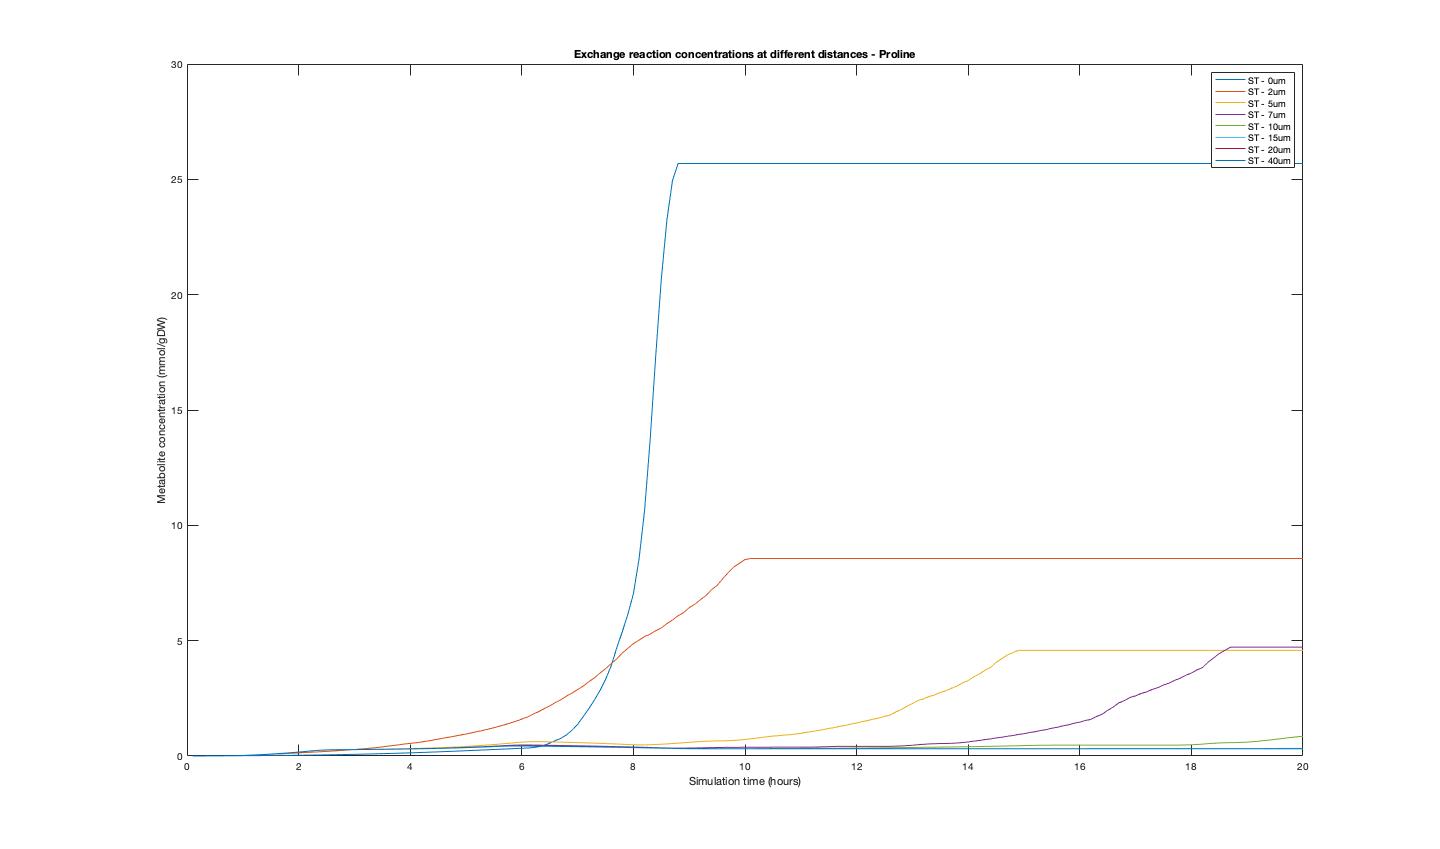 Exchange reaction concentrations at different distances - Proline
30
25
20
15
10
5
0
Metabolite concentration (mmol/gDW)
ST - 0um
ST - 2um
ST - 5um
ST - 7um
ST - 10um
ST - 15um
ST - 20um
ST - 40um
0 2 4 6 8 10 12 14 16 18 20
Simulation time (hours)